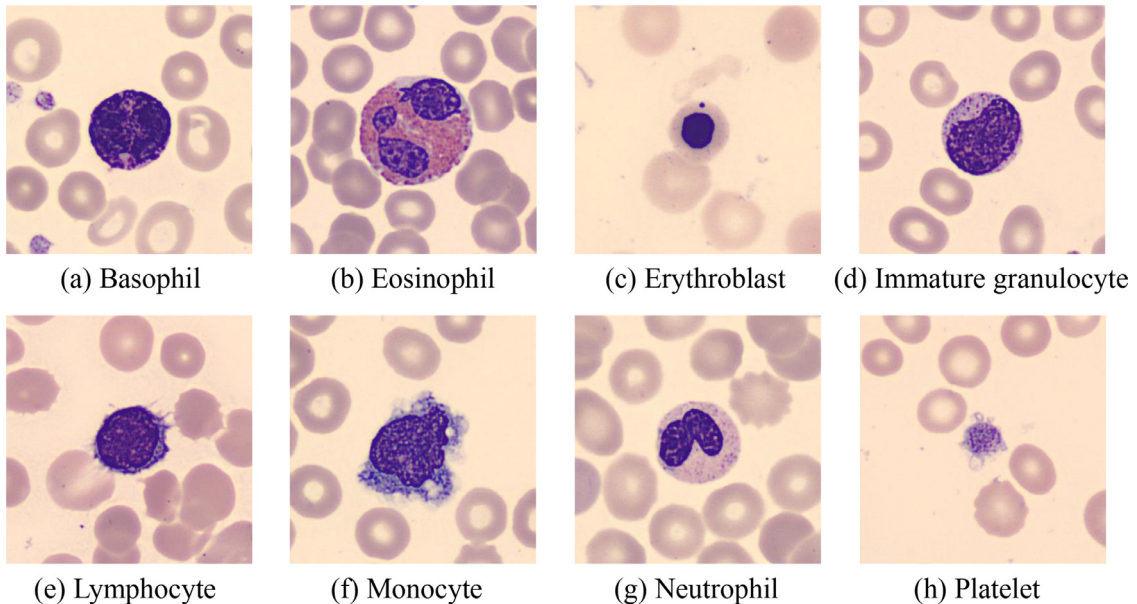 (a) Basophil
(b) Eosinophil
(c) Erythroblast
(d) Immature granulocyte
(e) Lymphocyte
(f) Monocyte
(g) Neutrophil
(h) Platelet